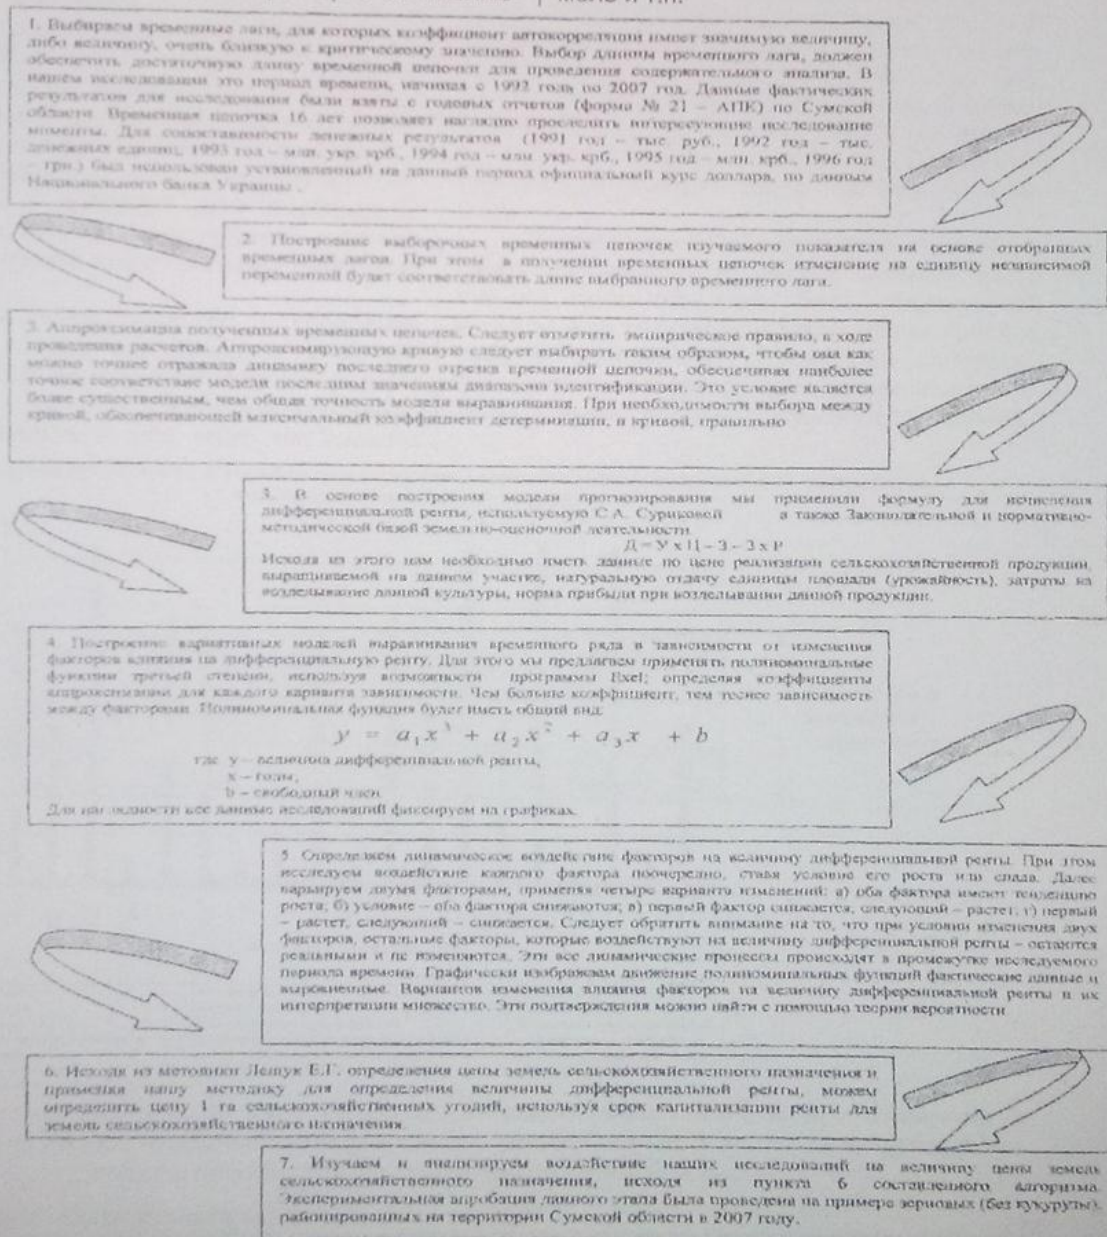 1. Выбираем временные лаги, для которых коэффициент автокорреляции имеет значимую величину,
либо величину, очень близкую к критическому значению. Выбор длины временного лага, должен
обеспечить достаточную длину временной цепочки для проведения содержательного анализа. В
нашем исследовании это период времени, начиная с 1992 года по 2007 год. Данные фактических
результатов для исследования были взяты с годовых отчетов (форма № 21 – АПК) по Сумской
области. Временная цепочка 16 лет позволяет наглядно проследить интересующие исследование
моменты. Для сопоставимости денежных результатов (1991 год – тыс. руб., 1992 год – тыс.
денежных единиц, 1993 год – млн. укр. крб., 1994 год – млн. укр. крб., 1995 год – млн. крб., 1996 год
– грн.) был использован установленный на данный период официальный курс доллара, по данным
Национального банка Украины .
2. Построение выборочных временных цепочек изучаемого показателя на основе отобранных
временных лагов. При этом в получении временных цепочек изменение на единицу независимой
переменной будет соответствовать длине выбранного временного лага.
3. Аппроксимация полученных временных цепочек. Следует отметить эмпирическое правило, в ходе
проведения расчетов. Аппроксимирующую кривую следует выбирать таким образом, чтобы она как
можно точнее отражала динамику последнего отрезка временной цепочки, обеспечивая наиболее
точное соответствие модели последним значениям диапазона идентификации. Это условие является
более существенным, чем общая точность модели выравнивания. При необходимости выбора между
кривой, обеспечивающей максимальный коэффициент детерминации, и кривой, правильно
3. В основе построения модели прогнозирования мы применили формулу для исчисления
дифференциальной ренты, используемую С.А. Суриковей а также Законодательной и нормативно-
методической базой земельно-оценочной деятельности.
Д = У х Ц – З – З х Р
Исходя из этого нам необходимо иметь данные по цене реализации сельскохозяйственной продукции,
выращиваемой на данном участке, натуральную отдачу единицы площади (урожайность), затраты на
возделывание данной культуры, норма прибыли при возделывании данной продукции.
4. Построение вариативных моделей выравнивания временного ряда в зависимости от изменения
факторов влияния на дифференциальную ренту. Для этого мы предлагаем применять полиноминальные
функции третьей степени, используя возможности программы Exel; определяя коэффициенты
аппроксимации для каждого варианта зависимости. Чем больше коэффициент, тем теснее зависимость
между факторами. Полиноминальная функция будет иметь общий вид:
y = a₁x³ + a₂x² + a₃x + b
где y – величина дифференциальной ренты,
x – годы,
b – свободный член.
Для наглядности все данные исследований фиксируем на графиках.
5. Определяем динамическое воздействие факторов на величину дифференциальной ренты. При этом
исследуем воздействие каждого фактора поочередно, ставя условие его роста или спада. Далее
варьируем двумя факторами, применяя четыре варианта изменений: а) оба фактора имеют тенденцию
роста; б) условие – оба фактора снижаются; в) первый фактор снижается, следующий – растет; г) первый
– растет, следующий – снижается. Следует обратить внимание на то, что при условии изменения двух
факторов, остальные факторы, которые воздействуют на величину дифференциальной ренты – остаются
реальными и не изменяются. Эти все динамические процессы происходят в промежутке исследуемого
периода времени. Графически изображаем движение полиноминальных функций фактические данные и
выровненные. Вариантов изменения влияния факторов на величину дифференциальной ренты и их
интерпретации множество. Эти подтверждения можно найти с помощью теории вероятности
6. Исходя из методики Лещук Е.Г. определения цены земель сельскохозяйственного назначения и
применяя нашу методику для определения величины дифференциальной ренты, можем
определить цену 1 га сельскохозяйственных угодий, используя срок капитализации ренты для
земель сельскохозяйственного назначения.
7. Изучаем и анализируем воздействие наших исследований на величину цены земель
сельскохозяйственного назначения, исходя из пункта 6 составленного алгоритма.
Экспериментальная апробация данного этапа была проведена на примере зерновых (без кукурузы),
районированных на территории Сумской области в 2007 году.